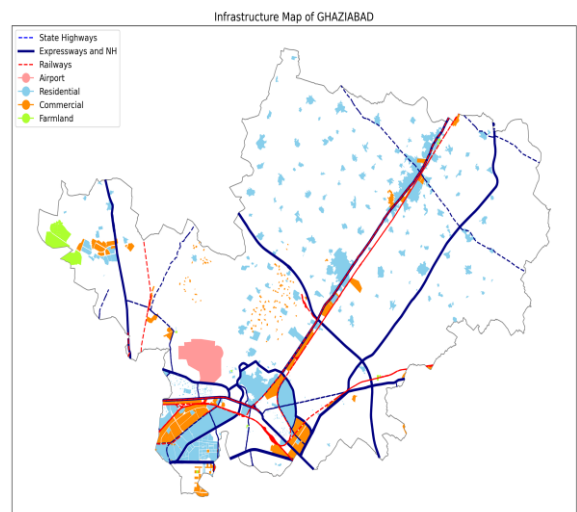 Infrastructure Map of GHAZIABAD
State Highways
Expressways and NH
Railways
Airport
Residential
Commercial
Farmland